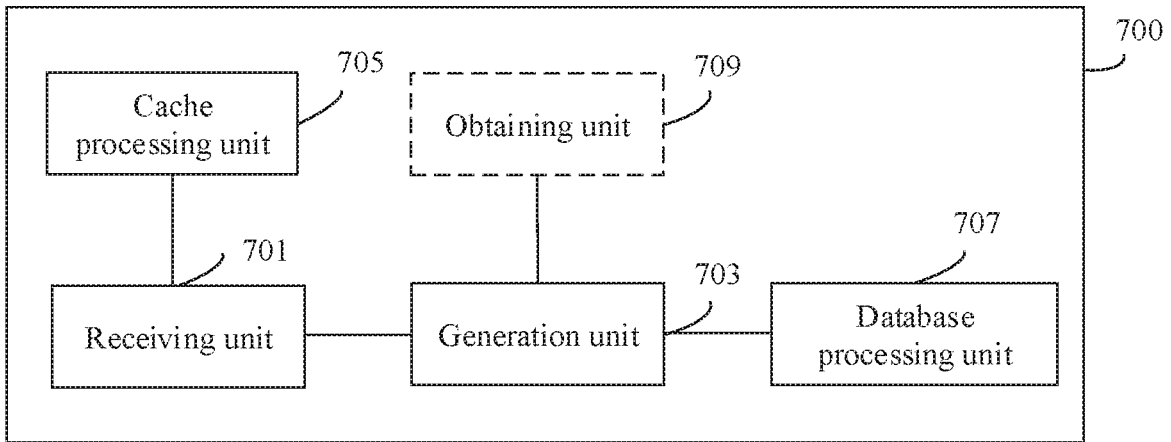 700
705
709
Cache
processing unit
Obtaining unit
707
701
703
Receiving unit
Generation unit
Database
processing unit